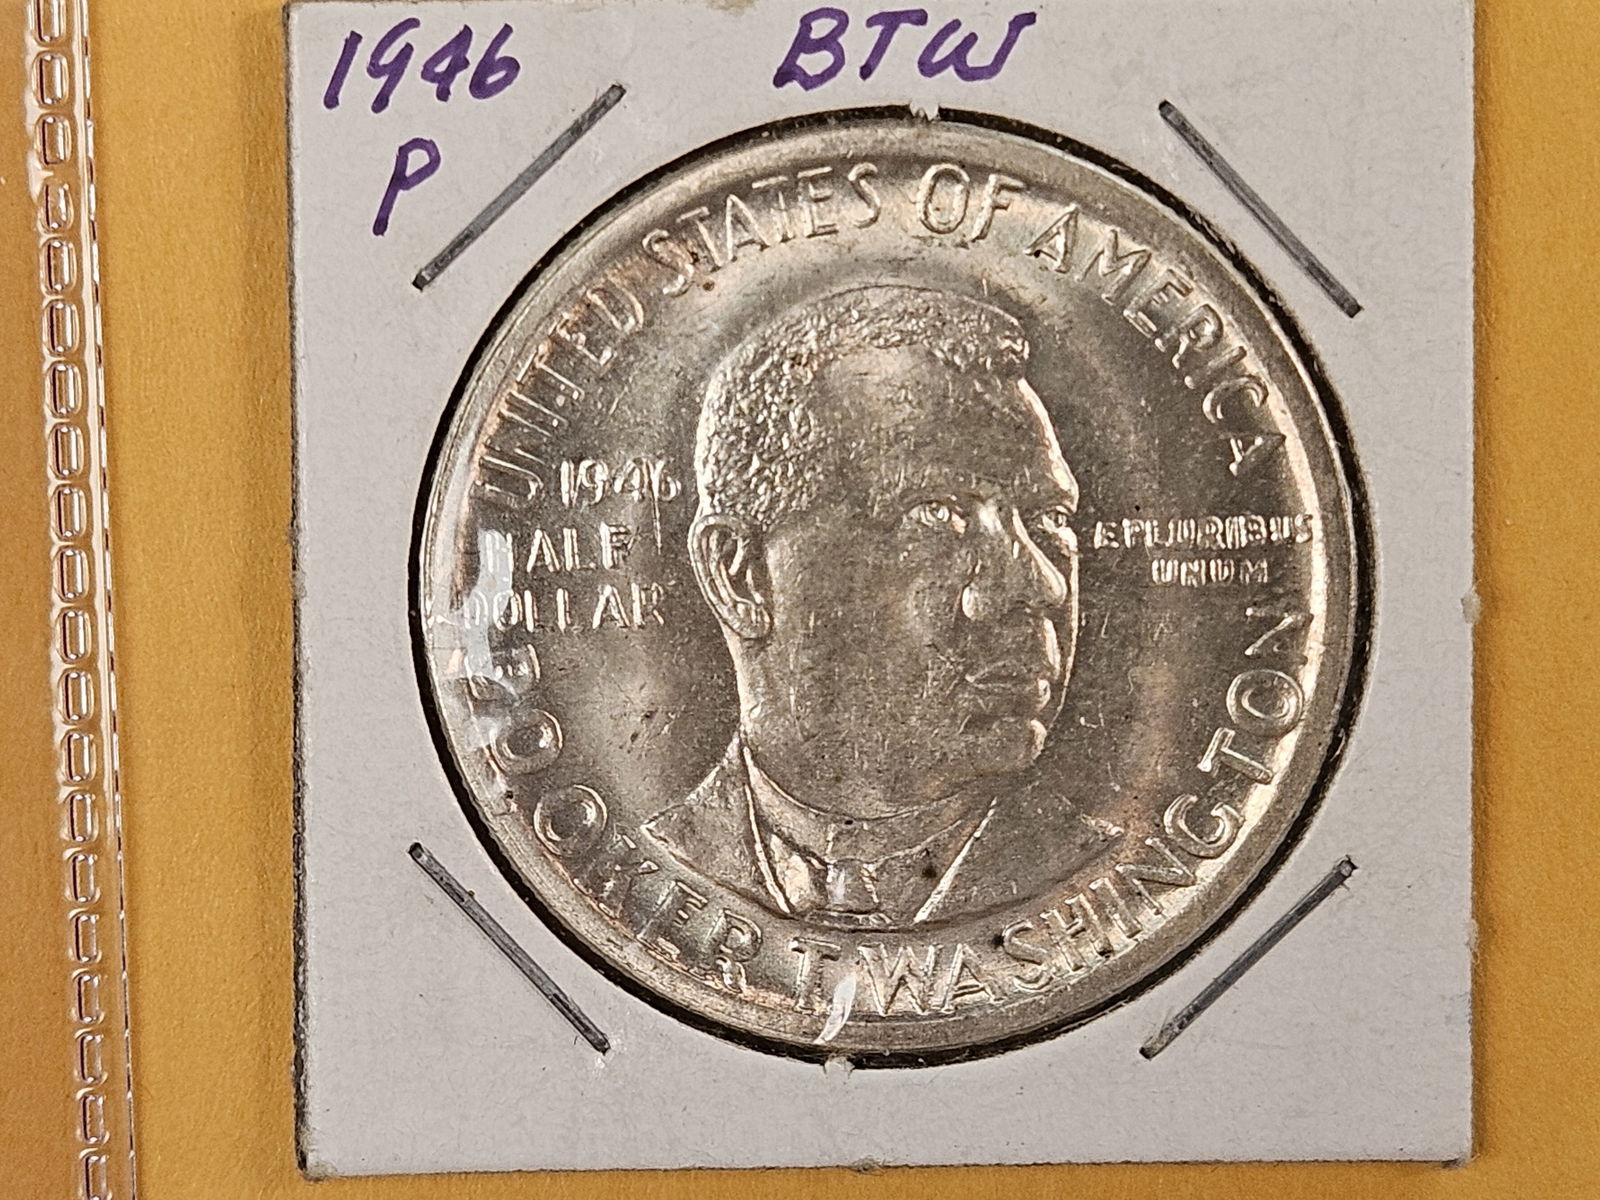 1946 BTW
P
UNITED STATES OF AMERICA
1946
HALF
DOLLAR
E PLURIBUS
UNUM
BOOKER T. WASHINGTON